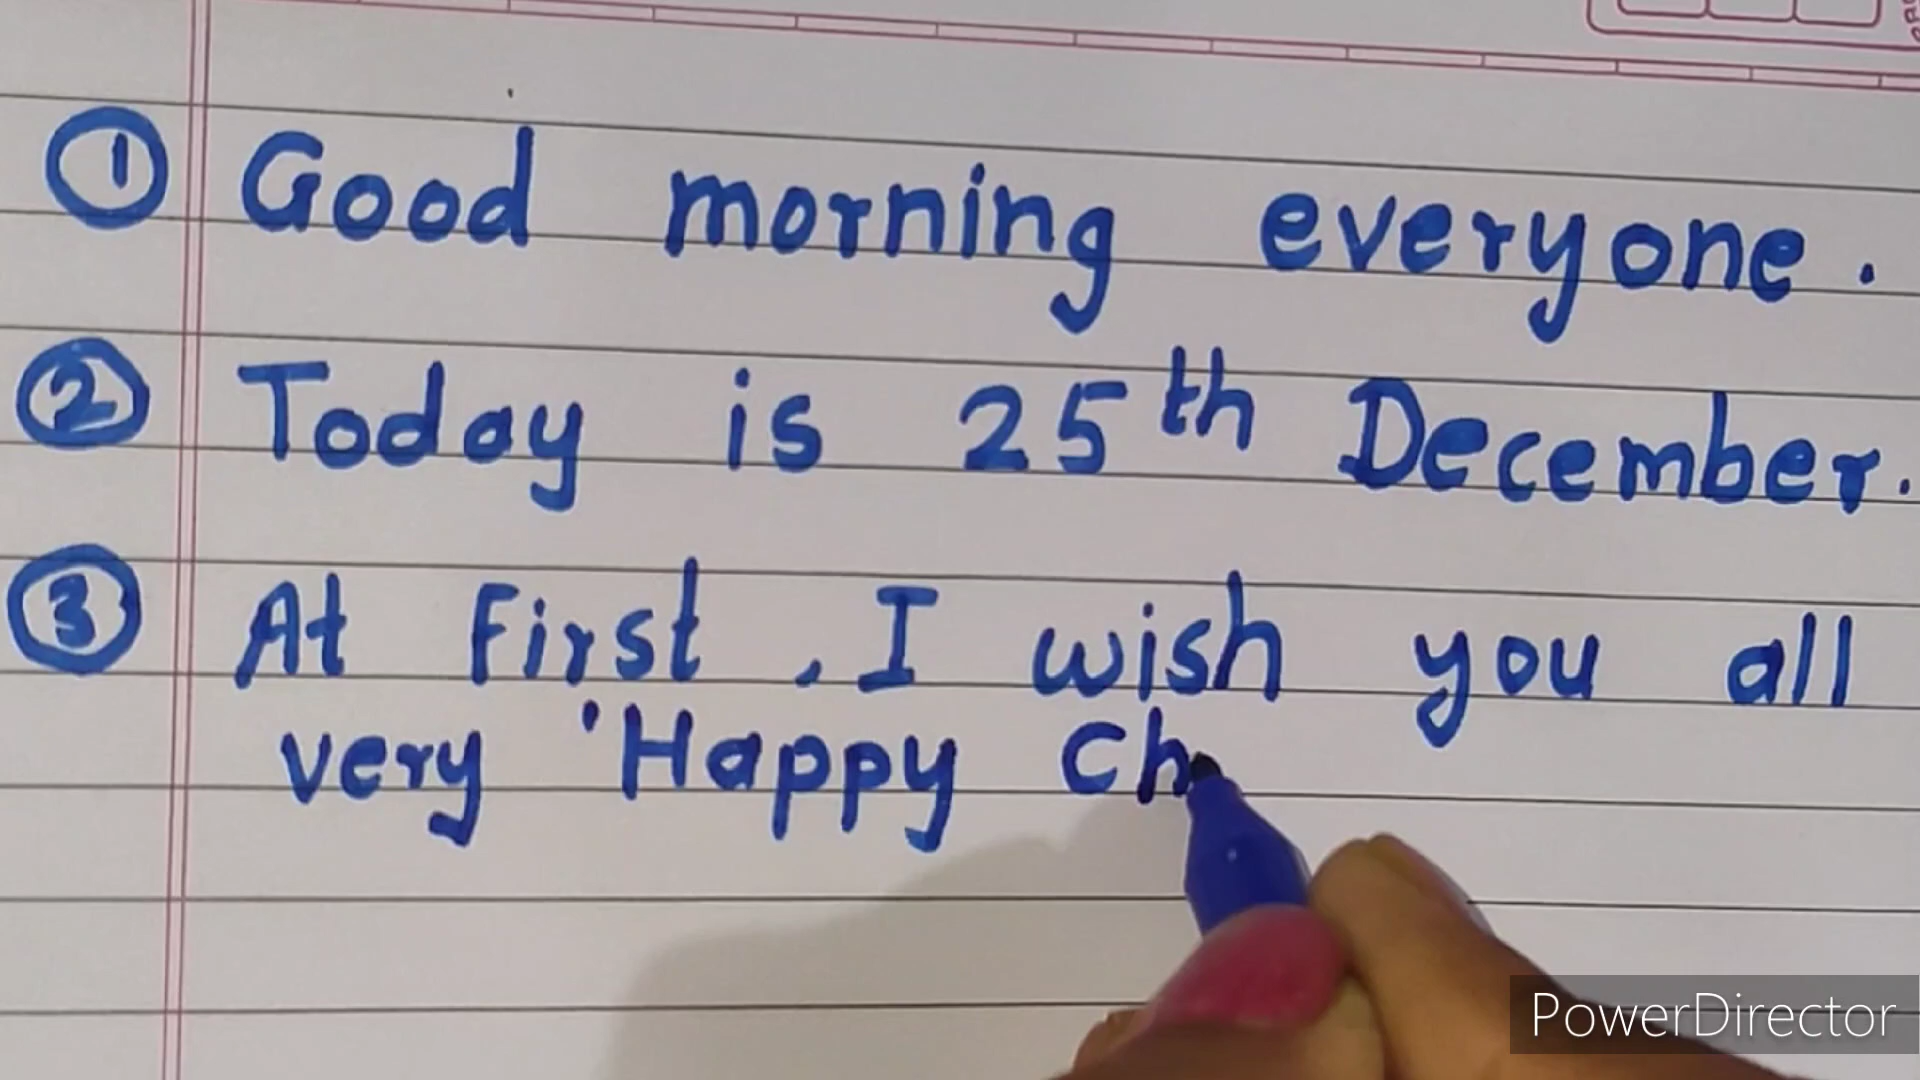 ① Good morning everyone.
② Today is 25th December.
③ At First, I wish you all
very 'Happy Ch
PowerDirector